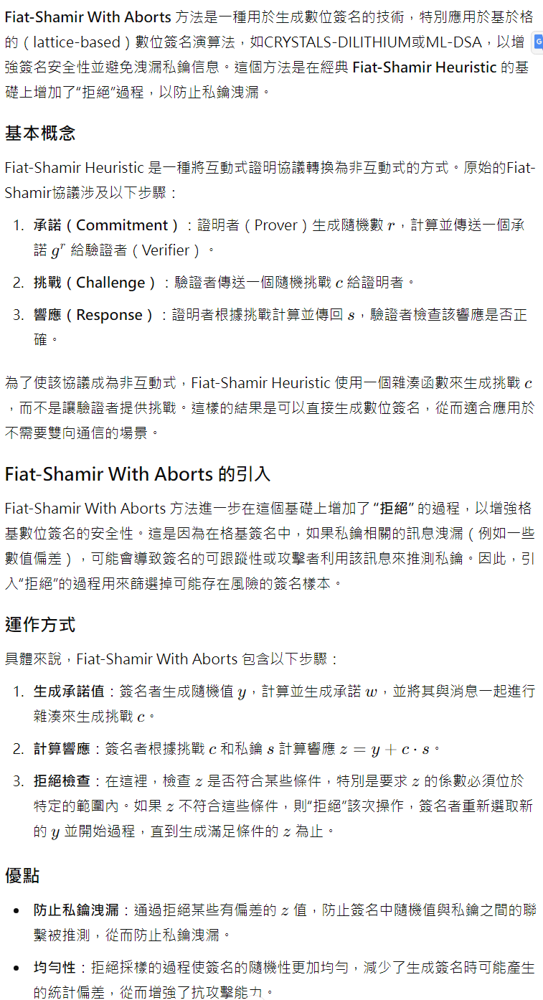 Fiat-Shamir With Aborts 方法是一種用於生成數位簽名的技術，特別應用於基於格
的（lattice-based）數位簽名演算法，如CRYSTALS-DILITHIUM或ML-DSA，以增
強簽名安全性並避免洩漏私鑰信息。這個方法是在經典 Fiat-Shamir Heuristic 的基
礎上增加了“拒絕”過程，以防止私鑰洩漏。
G
基本概念
Fiat-Shamir Heuristic 是一種將互動式證明協議轉換為非互動式的方式。原始的Fiat-
Shamir協議涉及以下步驟：
1. 承諾（Commitment）：證明者（Prover）生成隨機數 r，計算並傳送一個承
諾 g^r 給驗證者（Verifier）。
2. 挑戰（Challenge）：驗證者傳送一個隨機挑戰 c 給證明者。
3. 響應（Response）：證明者根據挑戰計算並傳回 s，驗證者檢查該響應是否正
確。
為了使該協議成為非互動式，Fiat-Shamir Heuristic 使用一個雜湊函數來生成挑戰 c
，而不是讓驗證者提供挑戰。這樣的結果是可以直接生成數位簽名，從而適合應用於
不需要雙向通信的場景。
Fiat-Shamir With Aborts 的引入
Fiat-Shamir With Aborts 方法進一步在這個基礎上增加了 “拒絕” 的過程，以增強格
基數位簽名的安全性。這是因為在格基簽名中，如果私鑰相關的訊息洩漏（例如一些
數值偏差），可能會導致簽名的可跟蹤性或攻擊者利用該訊息來推測私鑰。因此，引
入“拒絕”的過程用來篩選掉可能存在風險的簽名樣本。
運作方式
具體來說，Fiat-Shamir With Aborts 包含以下步驟：
1. 生成承諾值：簽名者生成隨機值 y，計算並生成承諾 w，並將其與消息一起進行
雜湊來生成挑戰 c。
2. 計算響應：簽名者根據挑戰 c 和私鑰 s 計算響應 z = y + c · s。
3. 拒絕檢查：在這裡，檢查 z 是否符合某些條件，特別是要求 z 的係數必須位於
特定的範圍內。如果 z 不符合這些條件，則“拒絕”該次操作，簽名者重新選取新
的 y 並開始過程，直到生成滿足條件的 z 為止。
優點
• 防止私鑰洩漏：通過拒絕某些有偏差的 z 值，防止簽名中隨機值與私鑰之間的聯
繫被推測，從而防止私鑰洩漏。
• 均勻性：拒絕採樣的過程使簽名的隨機性更加均勻，減少了生成簽名時可能產生
的統計偏差，從而增強了抗攻擊能力。